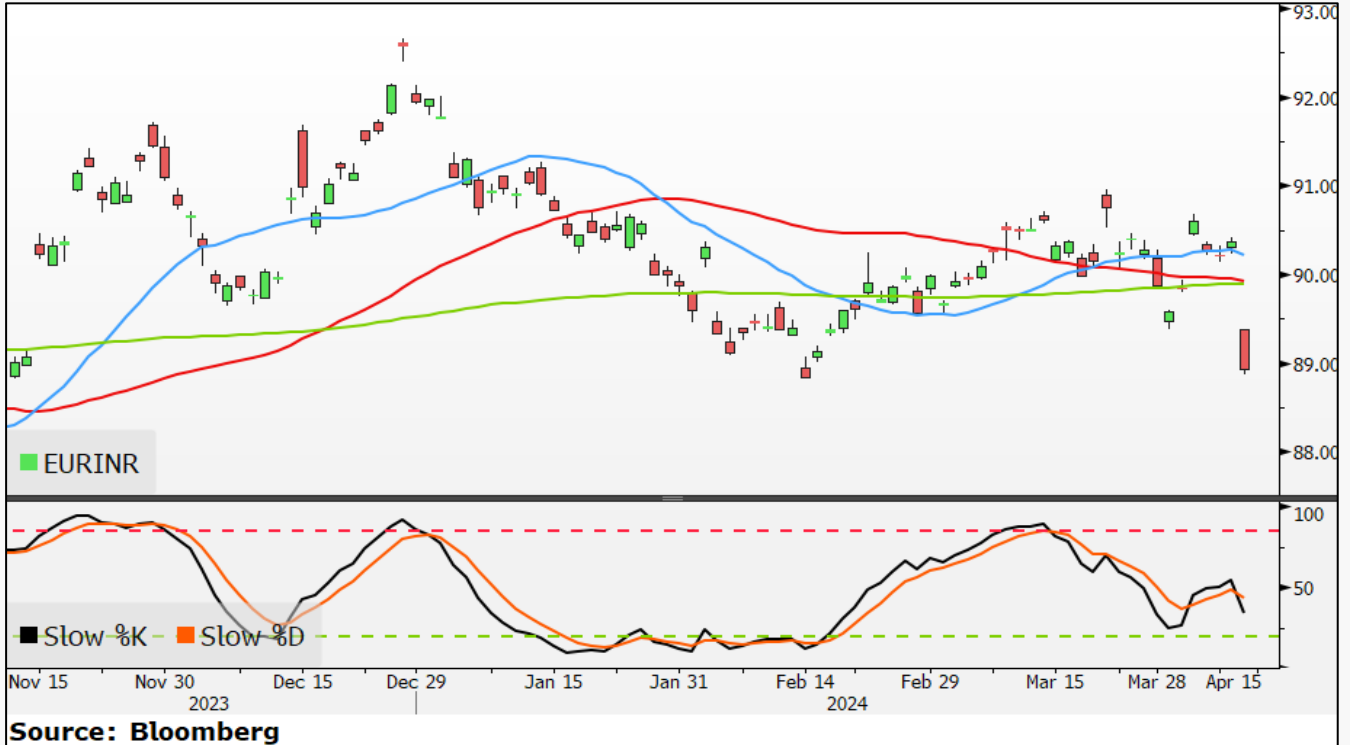 93.00
92.00
91.00
90.00
89.00
88.00
EURINR
100
50
Slow %K Slow %D
Nov 15 Nov 30 Dec 15 Dec 29 Jan 15 Jan 31 Feb 14 Feb 29 Mar 15 Mar 28 Apr 15
2023 2024
Source: Bloomberg